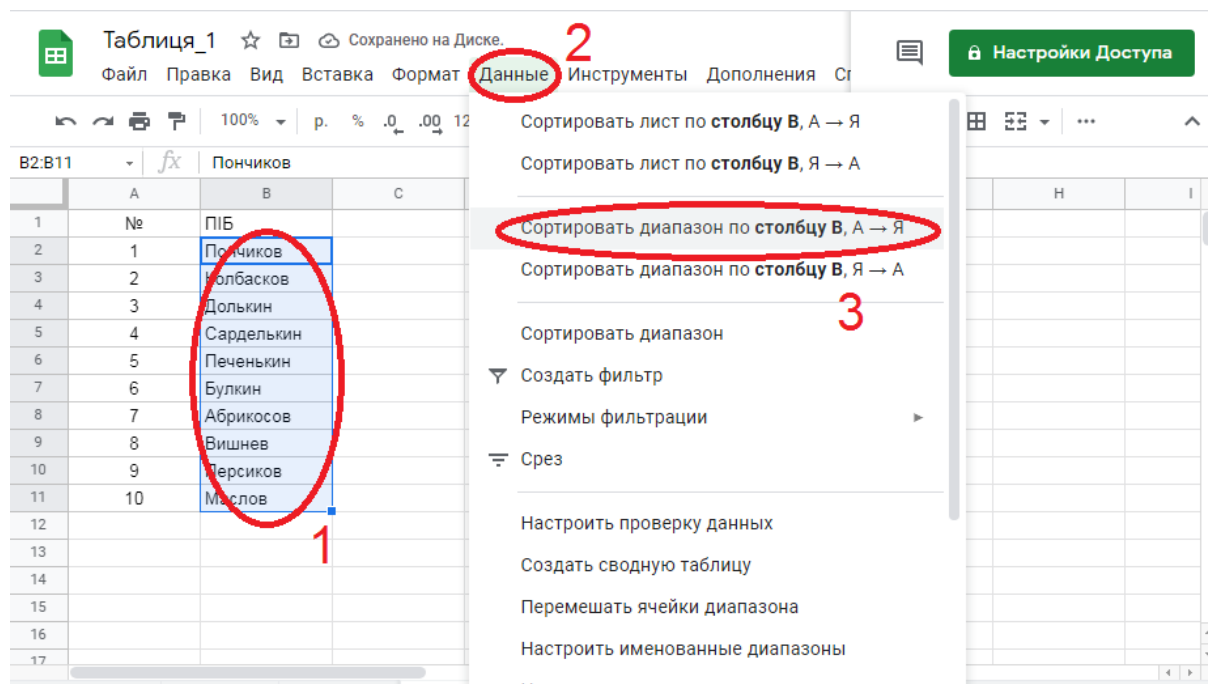 Таблиця_1 Сохранено на Диске. 2
Настройки Доступа
Файл Правка Вид Вставка Формат Данные Инструменты Дополнения
100% р. % .0 .00 12
B2:B11 fx Пончиков
A B C H I
1 № ПІБ
2 1 Пончиков
3 2 Колбасков
4 3 Долькин
5 4 Сарделькин
6 5 Печенькин
7 6 Булкин
8 7 Абрикосов
9 8 Вишнев
10 9 Персиков
11 10 Маслов
12
13
14
15
16
17
1
Сортировать лист по столбцу B, А → Я
Сортировать лист по столбцу B, Я → А
Сортировать диапазон по столбцу B, А → Я
Сортировать диапазон по столбцу B, Я → А
3
Сортировать диапазон
Создать фильтр
Режимы фильтрации ►
Срез
Настроить проверку данных
Создать сводную таблицу
Перемешать ячейки диапазона
Настроить именованные диапазоны